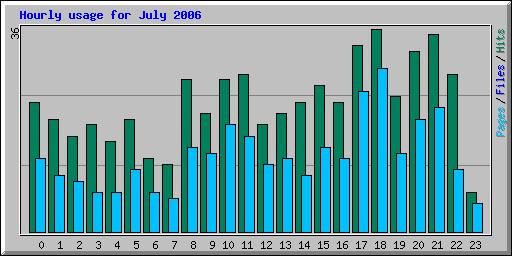 Hourly usage for July 2006
36
Pages/Files/Hits
0 1 2 3 4 5 6 7 8 9 10 11 12 13 14 15 16 17 18 19 20 21 22 23